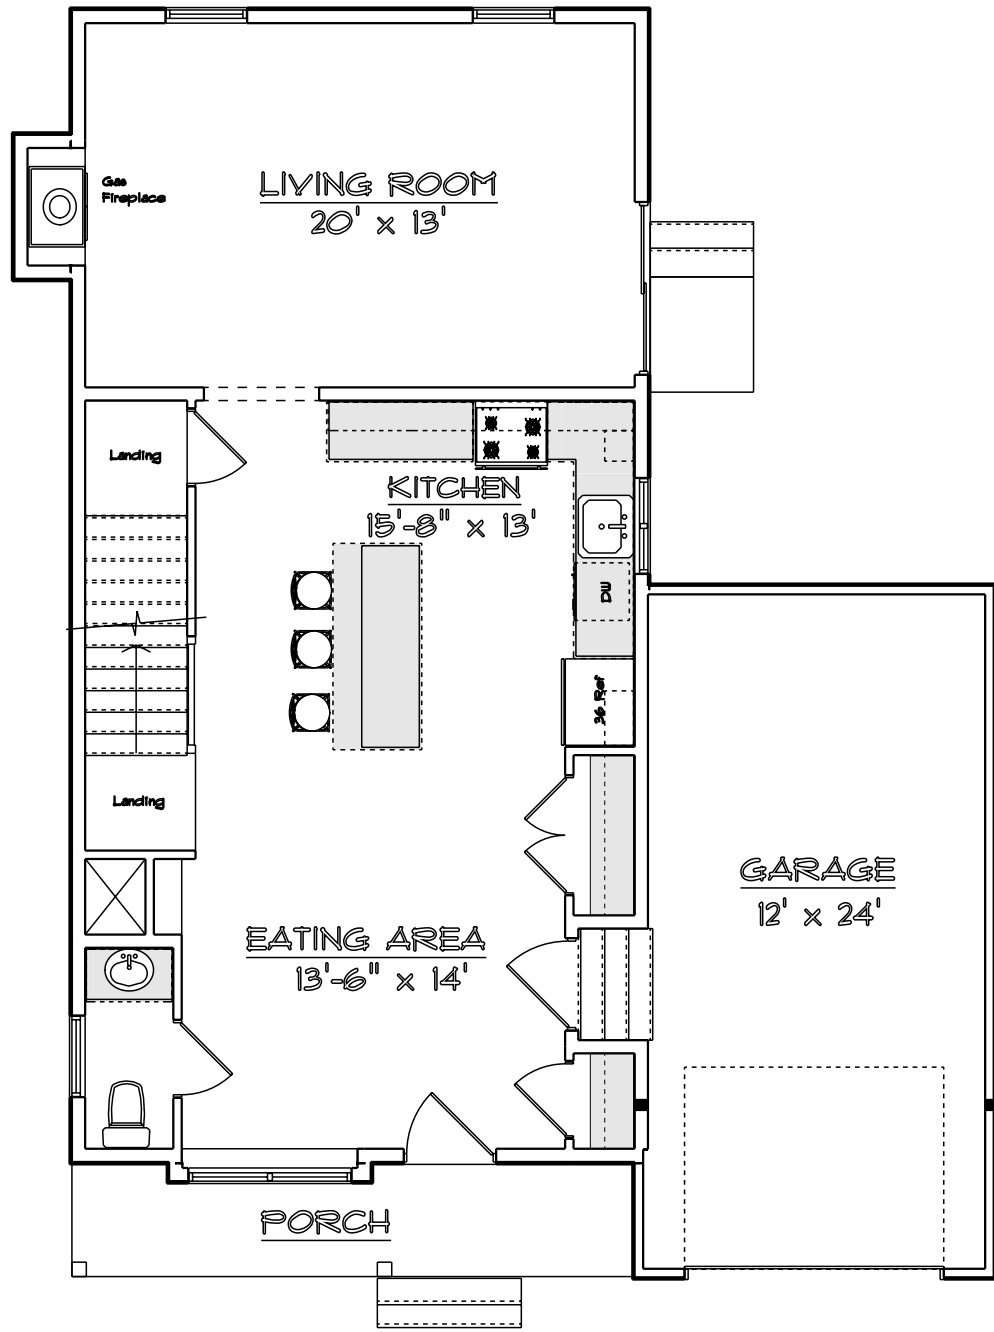 Gas
Fireplace
LIVING ROOM
20' x 13'
Landing
KITCHEN
15'-8" x 13'
DW
36 Ref
Landing
GARAGE
12' x 24'
EATING AREA
13'-6" x 14'
PORCH